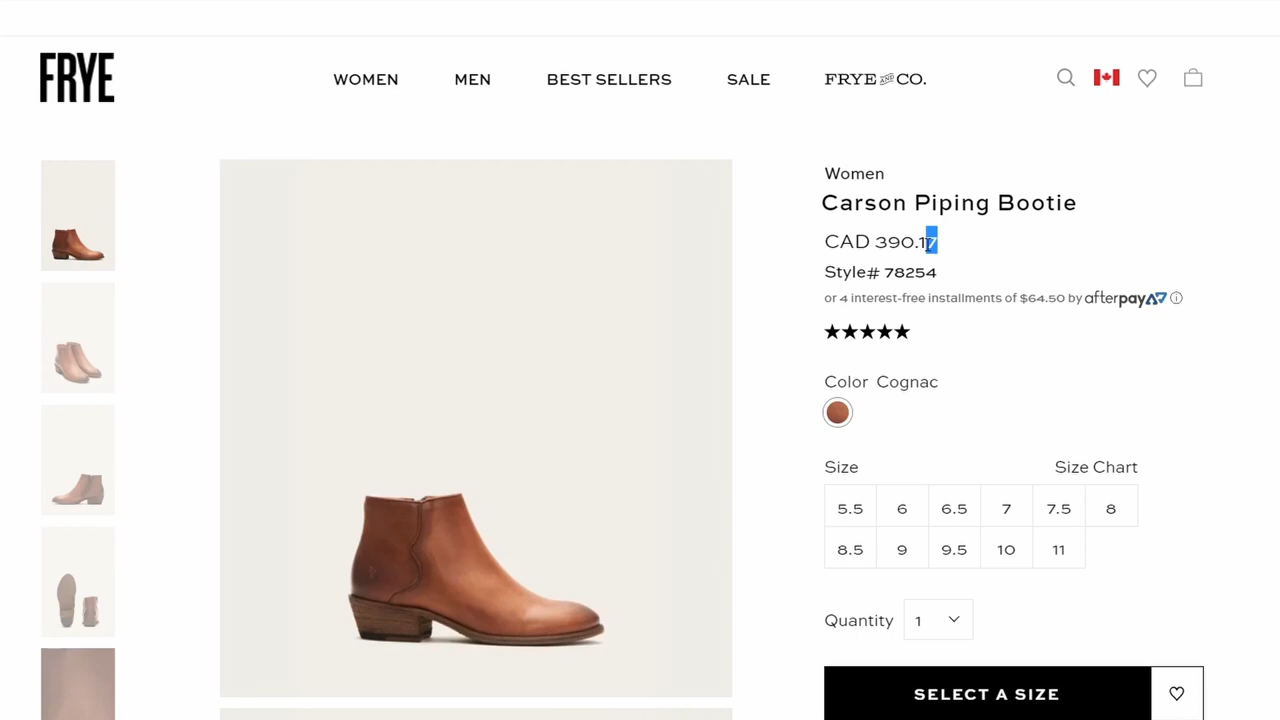 FRYE
WOMEN MEN BEST SELLERS SALE FRYE AND CO.
Women
Carson Piping Bootie
CAD 390.17
Style# 78254
or 4 interest-free installments of $64.50 by afterpay
Color Cognac
Size Size Chart
5.5 6 6.5 7 7.5 8
8.5 9 9.5 10 11
Quantity 1
SELECT A SIZE